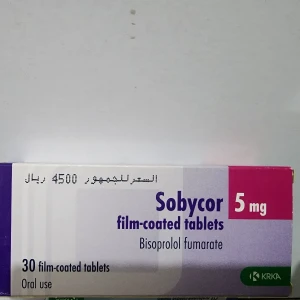 السعر للجمهور 4500 ريال
Sobycor 5 mg
film-coated tablets
Bisoprolol fumarate
30 film-coated tablets
Oral use
KRKA